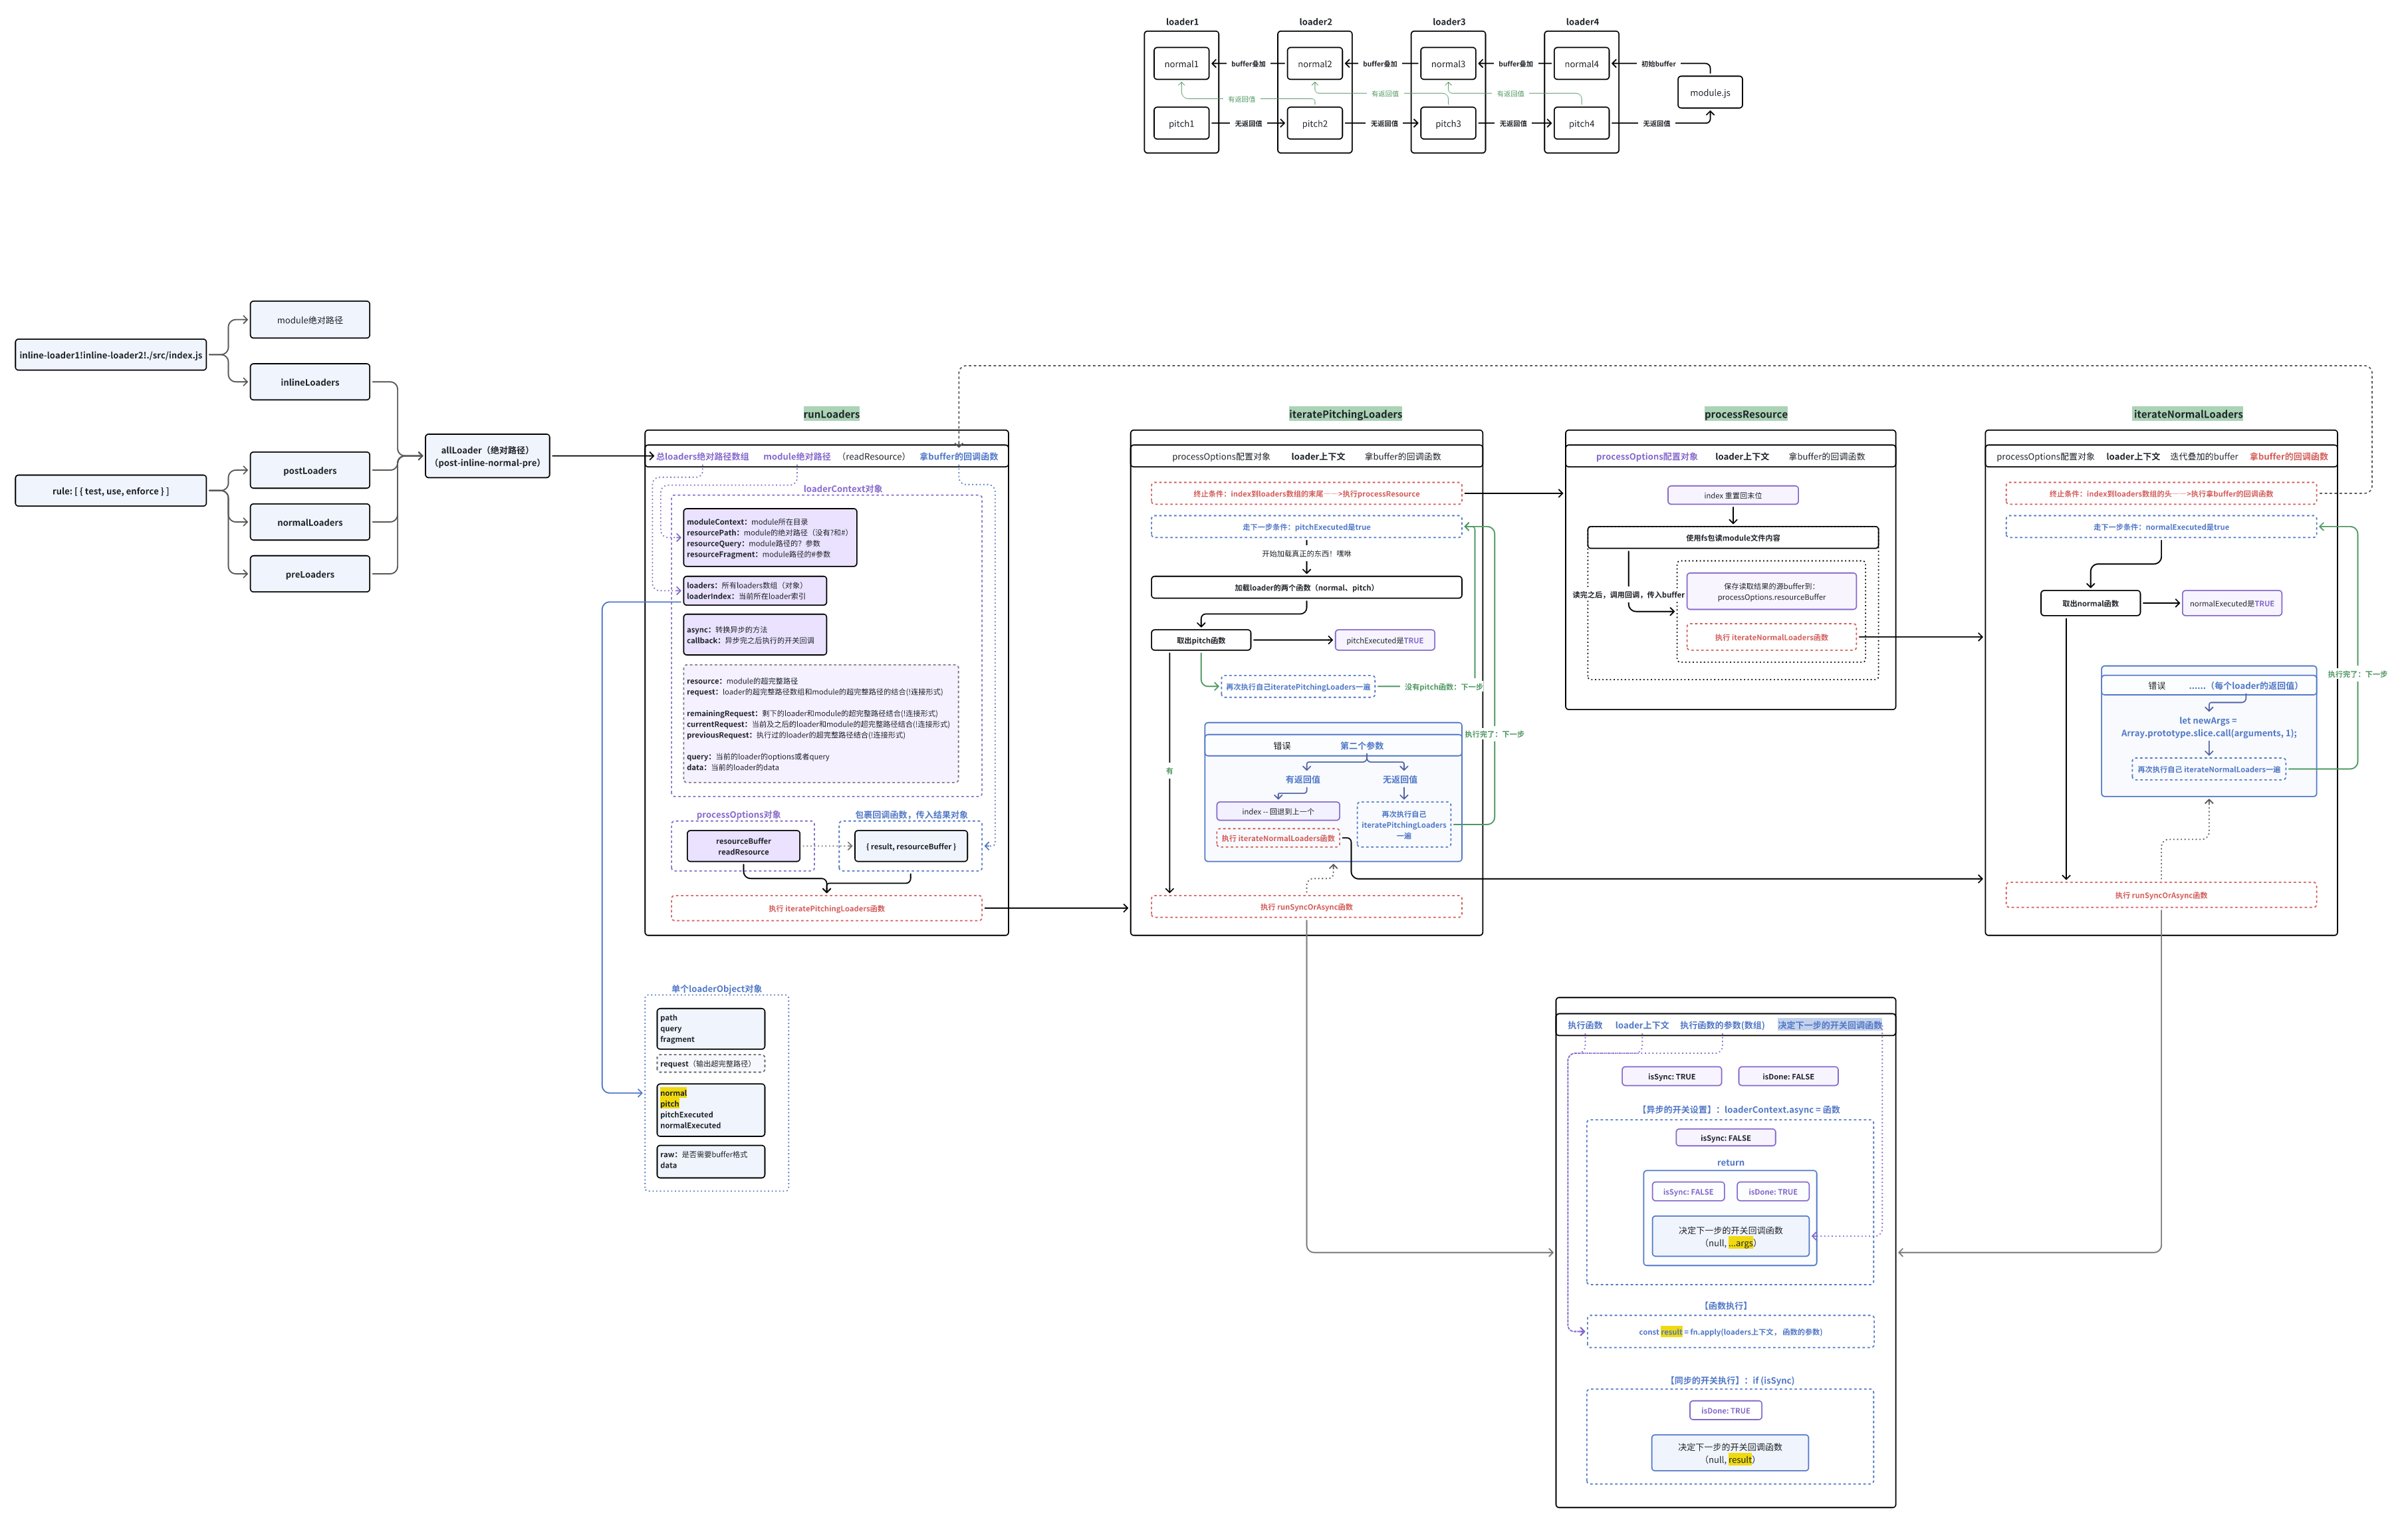 loader1
loader2
loader3
loader4
normal1
buffer叠加
normal2
buffer叠加
normal3
buffer叠加
normal4
初始buffer
module.js
有返回值
有返回值
有返回值
pitch1
无返回值
pitch2
无返回值
pitch3
无返回值
pitch4
无返回值
inline-loader1!inline-loader2!./src/index.js
module绝对路径
inlineLoaders
rule: [ { test, use, enforce } ]
postLoaders
normalLoaders
preLoaders
allLoader（绝对路径）
（post-inline-normal-pre）
runLoaders
总loaders绝对路径数组
module绝对路径
（readResource）
拿buffer的回调函数
loaderContext对象
moduleContext：module所在目录
resourcePath：module的绝对路径（没有?和#）
resourceQuery：module路径的？参数
resourceFragment：module路径的#参数
loaders：所有loaders数组（对象）
loaderIndex：当前所在loader索引
async：转换异步的方法
callback：异步完之后执行的开关回调
resource：module的超完整路径
request：loader的超完整路径数组和module的超完整路径的结合(!连接形式)
remainingRequest：剩下的loader和module的超完整路径结合(!连接形式)
currentRequest：当前及之后的loader和module的超完整路径结合(!连接形式)
previousRequest：执行过的loader的超完整路径结合(!连接形式)
query：当前的loader的options或者query
data：当前的loader的data
processOptions对象
resourceBuffer
readResource
包裹回调函数，传入结果对象
{ result, resourceBuffer }
执行 iteratePitchingLoaders函数
单个loaderObject对象
path
query
fragment
request（输出超完整路径）
normal
pitch
pitchExecuted
normalExecuted
raw：是否需要buffer格式
data
iteratePitchingLoaders
processOptions配置对象
loader上下文
拿buffer的回调函数
终止条件：index到loaders数组的末尾——>执行processResource
走下一步条件：pitchExecuted是true
开始加载真正的东西！嘿咻
加载loader的两个函数（normal、pitch）
取出pitch函数
pitchExecuted是TRUE
再次执行自己iteratePitchingLoaders一遍
没有pitch函数：下一步
执行完了：下一步
有
错误
第二个参数
有返回值
无返回值
index -- 回退到上一个
执行 iterateNormalLoaders函数
再次执行自己
iteratePitchingLoaders
一遍
执行 runSyncOrAsync函数
processResource
processOptions配置对象
loader上下文
拿buffer的回调函数
index 重置回末位
使用fs包读module文件内容
读完之后，调用回调，传入buffer
保存读取结果的源buffer到：
processOptions.resourceBuffer
执行 iterateNormalLoaders函数
iterateNormalLoaders
processOptions配置对象
loader上下文
迭代叠加的buffer
拿buffer的回调函数
终止条件：index到loaders数组的头——>执行拿buffer的回调函数
走下一步条件：normalExecuted是true
取出normal函数
normalExecuted是TRUE
执行完了：下一步
错误
......（每个loader的返回值）
let newArgs =
Array.prototype.slice.call(arguments, 1);
再次执行自己 iterateNormalLoaders一遍
执行 runSyncOrAsync函数
执行函数
loader上下文
执行函数的参数(数组)
决定下一步的开关回调函数
isSync: TRUE
isDone: FALSE
【异步的开关设置】：loaderContext.async = 函数
isSync: FALSE
return
isSync: FALSE
isDone: TRUE
决定下一步的开关回调函数
（null, ...args）
【函数执行】
const result = fn.apply(loaders上下文，函数的参数)
【同步的开关执行】：if (isSync)
isDone: TRUE
决定下一步的开关回调函数
（null, result）